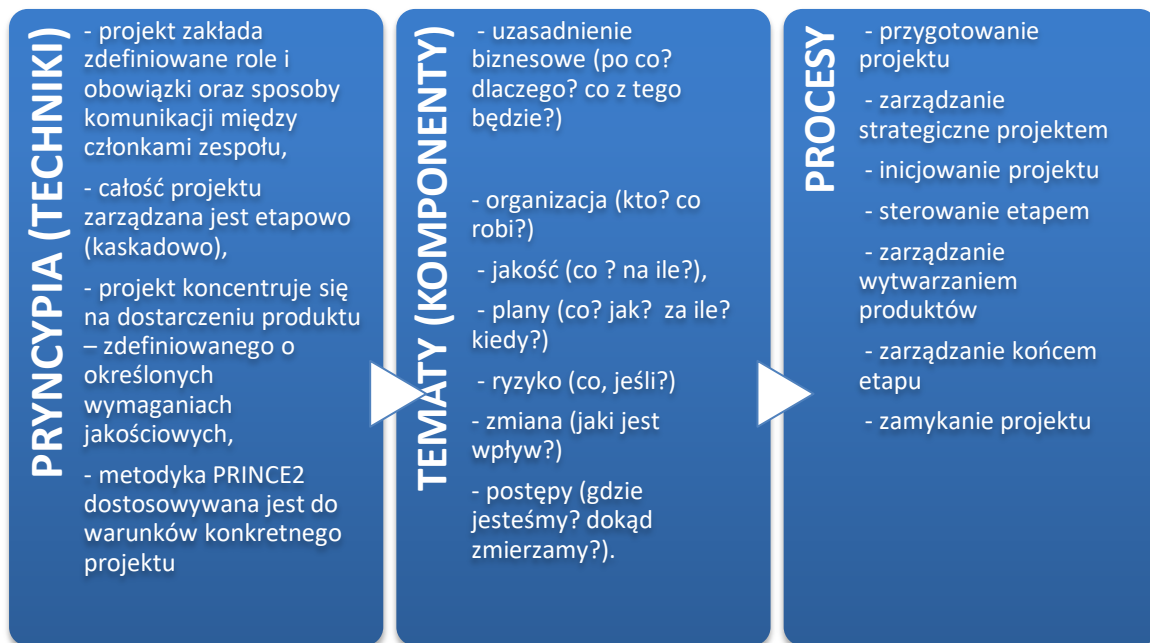 PRYNCYPIA (TECHNIKI)
- projekt zakłada
zdefiniowane role i
obowiązki oraz sposoby
komunikacji między
członkami zespołu,
- całość projektu
zarządzana jest etapowo
(kaskadowo),
- projekt koncentruje się
na dostarczeniu produktu
– zdefiniowanego o
określonych
wymaganiach
jakościowych,
- metodyka PRINCE2
dostosowywana jest do
warunków konkretnego
projektu
TEMATY (KOMPONENTY)
- uzasadnienie
biznesowe (po co?
dlaczego? co z tego
będzie?)
- organizacja (kto? co
robi?)
- jakość (co ? na ile?),
- plany (co? jak? za ile?
kiedy?)
- ryzyko (co, jeśli?)
- zmiana (jaki jest
wpływ?)
- postępy (gdzie
jesteśmy? dokąd
zmierzamy?).
PROCESY
- przygotowanie
projektu
- zarządzanie
strategiczne projektem
- inicjowanie projektu
- sterowanie etapem
- zarządzanie
wytwarzaniem
produktów
- zarządzanie końcem
etapu
- zamykanie projektu